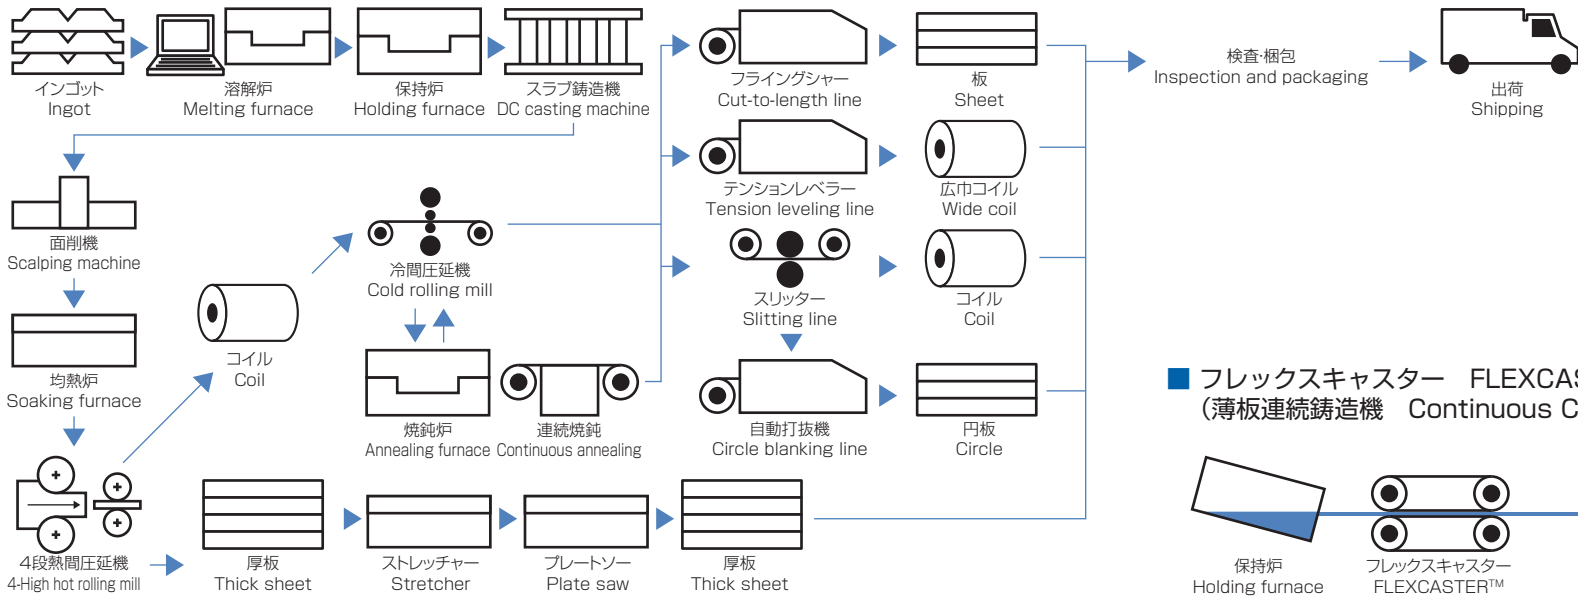 インゴット
Ingot
溶解炉
Melting furnace
保持炉
Holding furnace
スラブ鋳造機
DC casting machine
フライングシャー
Cut-to-length line
板
Sheet
検査・梱包
Inspection and packaging
出荷
Shipping
面削機
Scalping machine
テンションレベラー
Tension leveling line
広巾コイル
Wide coil
冷間圧延機
Cold rolling mill
スリッター
Slitting line
コイル
Coil
コイル
Coil
均熱炉
Soaking furnace
焼鈍炉
Annealing furnace
連続焼鈍
Continuous annealing
自動打抜機
Circle blanking line
円板
Circle
4段熱間圧延機
4-High hot rolling mill
厚板
Thick sheet
ストレッチャー
Stretcher
プレートソー
Plate saw
厚板
Thick sheet
■ フレックスキャスター FLEXCAS
(薄板連続鋳造機 Continuous C
保持炉
Holding furnace
フレックスキャスター
FLEXCASTER™